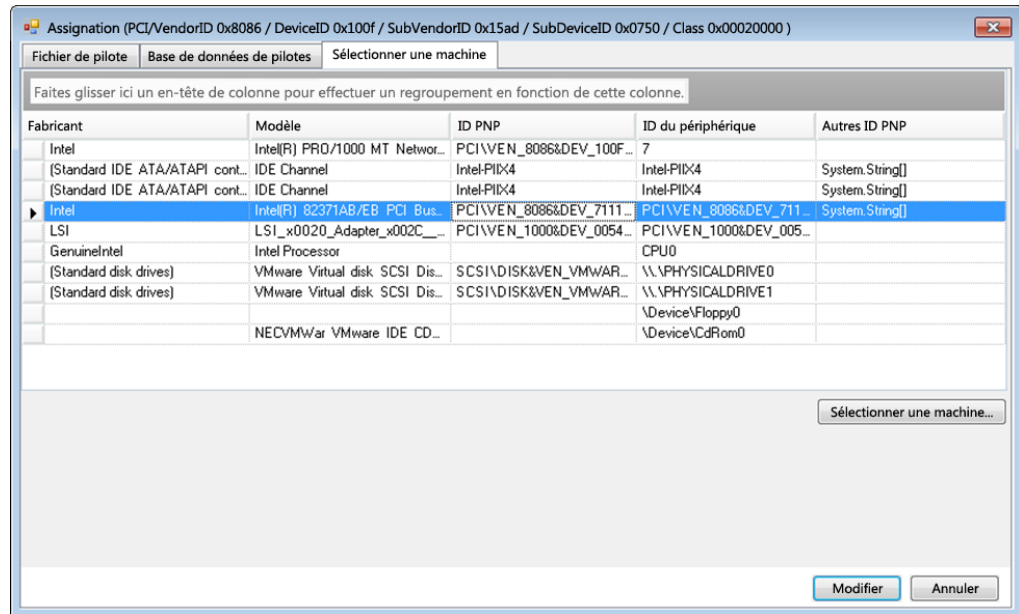 Assignation (PCI/VendorID 0x8086 / DeviceID 0x100f / SubVendorID 0x15ad / SubDeviceID 0x0750 / Class 0x00020000 )
Fichier de pilote Base de données de pilotes Sélectionner une machine
Faites glisser ici un en-tête de colonne pour effectuer un regroupement en fonction de cette colonne.
Fabricant Modèle ID PNP ID du périphérique Autres ID PNP
Intel Intel(R) PRO/1000 MT Networ... PCI\VEN_8086&DEV_100F... 7
(Standard IDE ATA/ATAPI cont... IDE Channel Intel-PIIX4 Intel-PIIX4 System.String[]
(Standard IDE ATA/ATAPI cont... IDE Channel Intel-PIIX4 Intel-PIIX4 System.String[]
Intel Intel(R) 82371AB/EB PCI Bus... PCI\VEN_8086&DEV_7111... PCI\VEN_8086&DEV_711... System.String[]
LSI LSI_x0020_Adapter_x002C__... PCI\VEN_1000&DEV_0054... PCI\VEN_1000&DEV_005...
GenuineIntel Intel Processor CPU0
(Standard disk drives) VMware Virtual disk SCSI Dis... SCSI\DISK&VEN_VMWAR... \\.\PHYSICALDRIVE0
(Standard disk drives) VMware Virtual disk SCSI Dis... SCSI\DISK&VEN_VMWAR... \\.\PHYSICALDRIVE1
\Device\Floppy0
NECVMWar VMware IDE CD... \Device\CdRom0
Sélectionner une machine...
Modifier Annuler